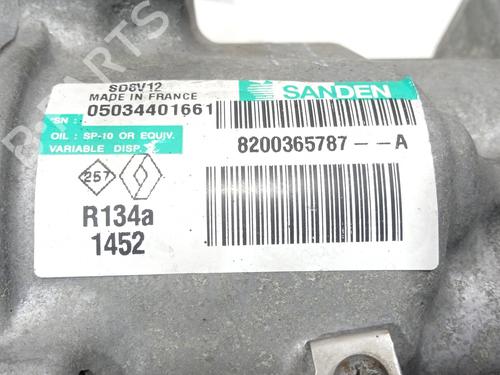 SD6V12
MADE IN FRANCE
SANDEN
SN: 05034401661
OIL : SP-10 OR EQUIV.
VARIABLE DISP.
8200365787--A
257
R134a
1452